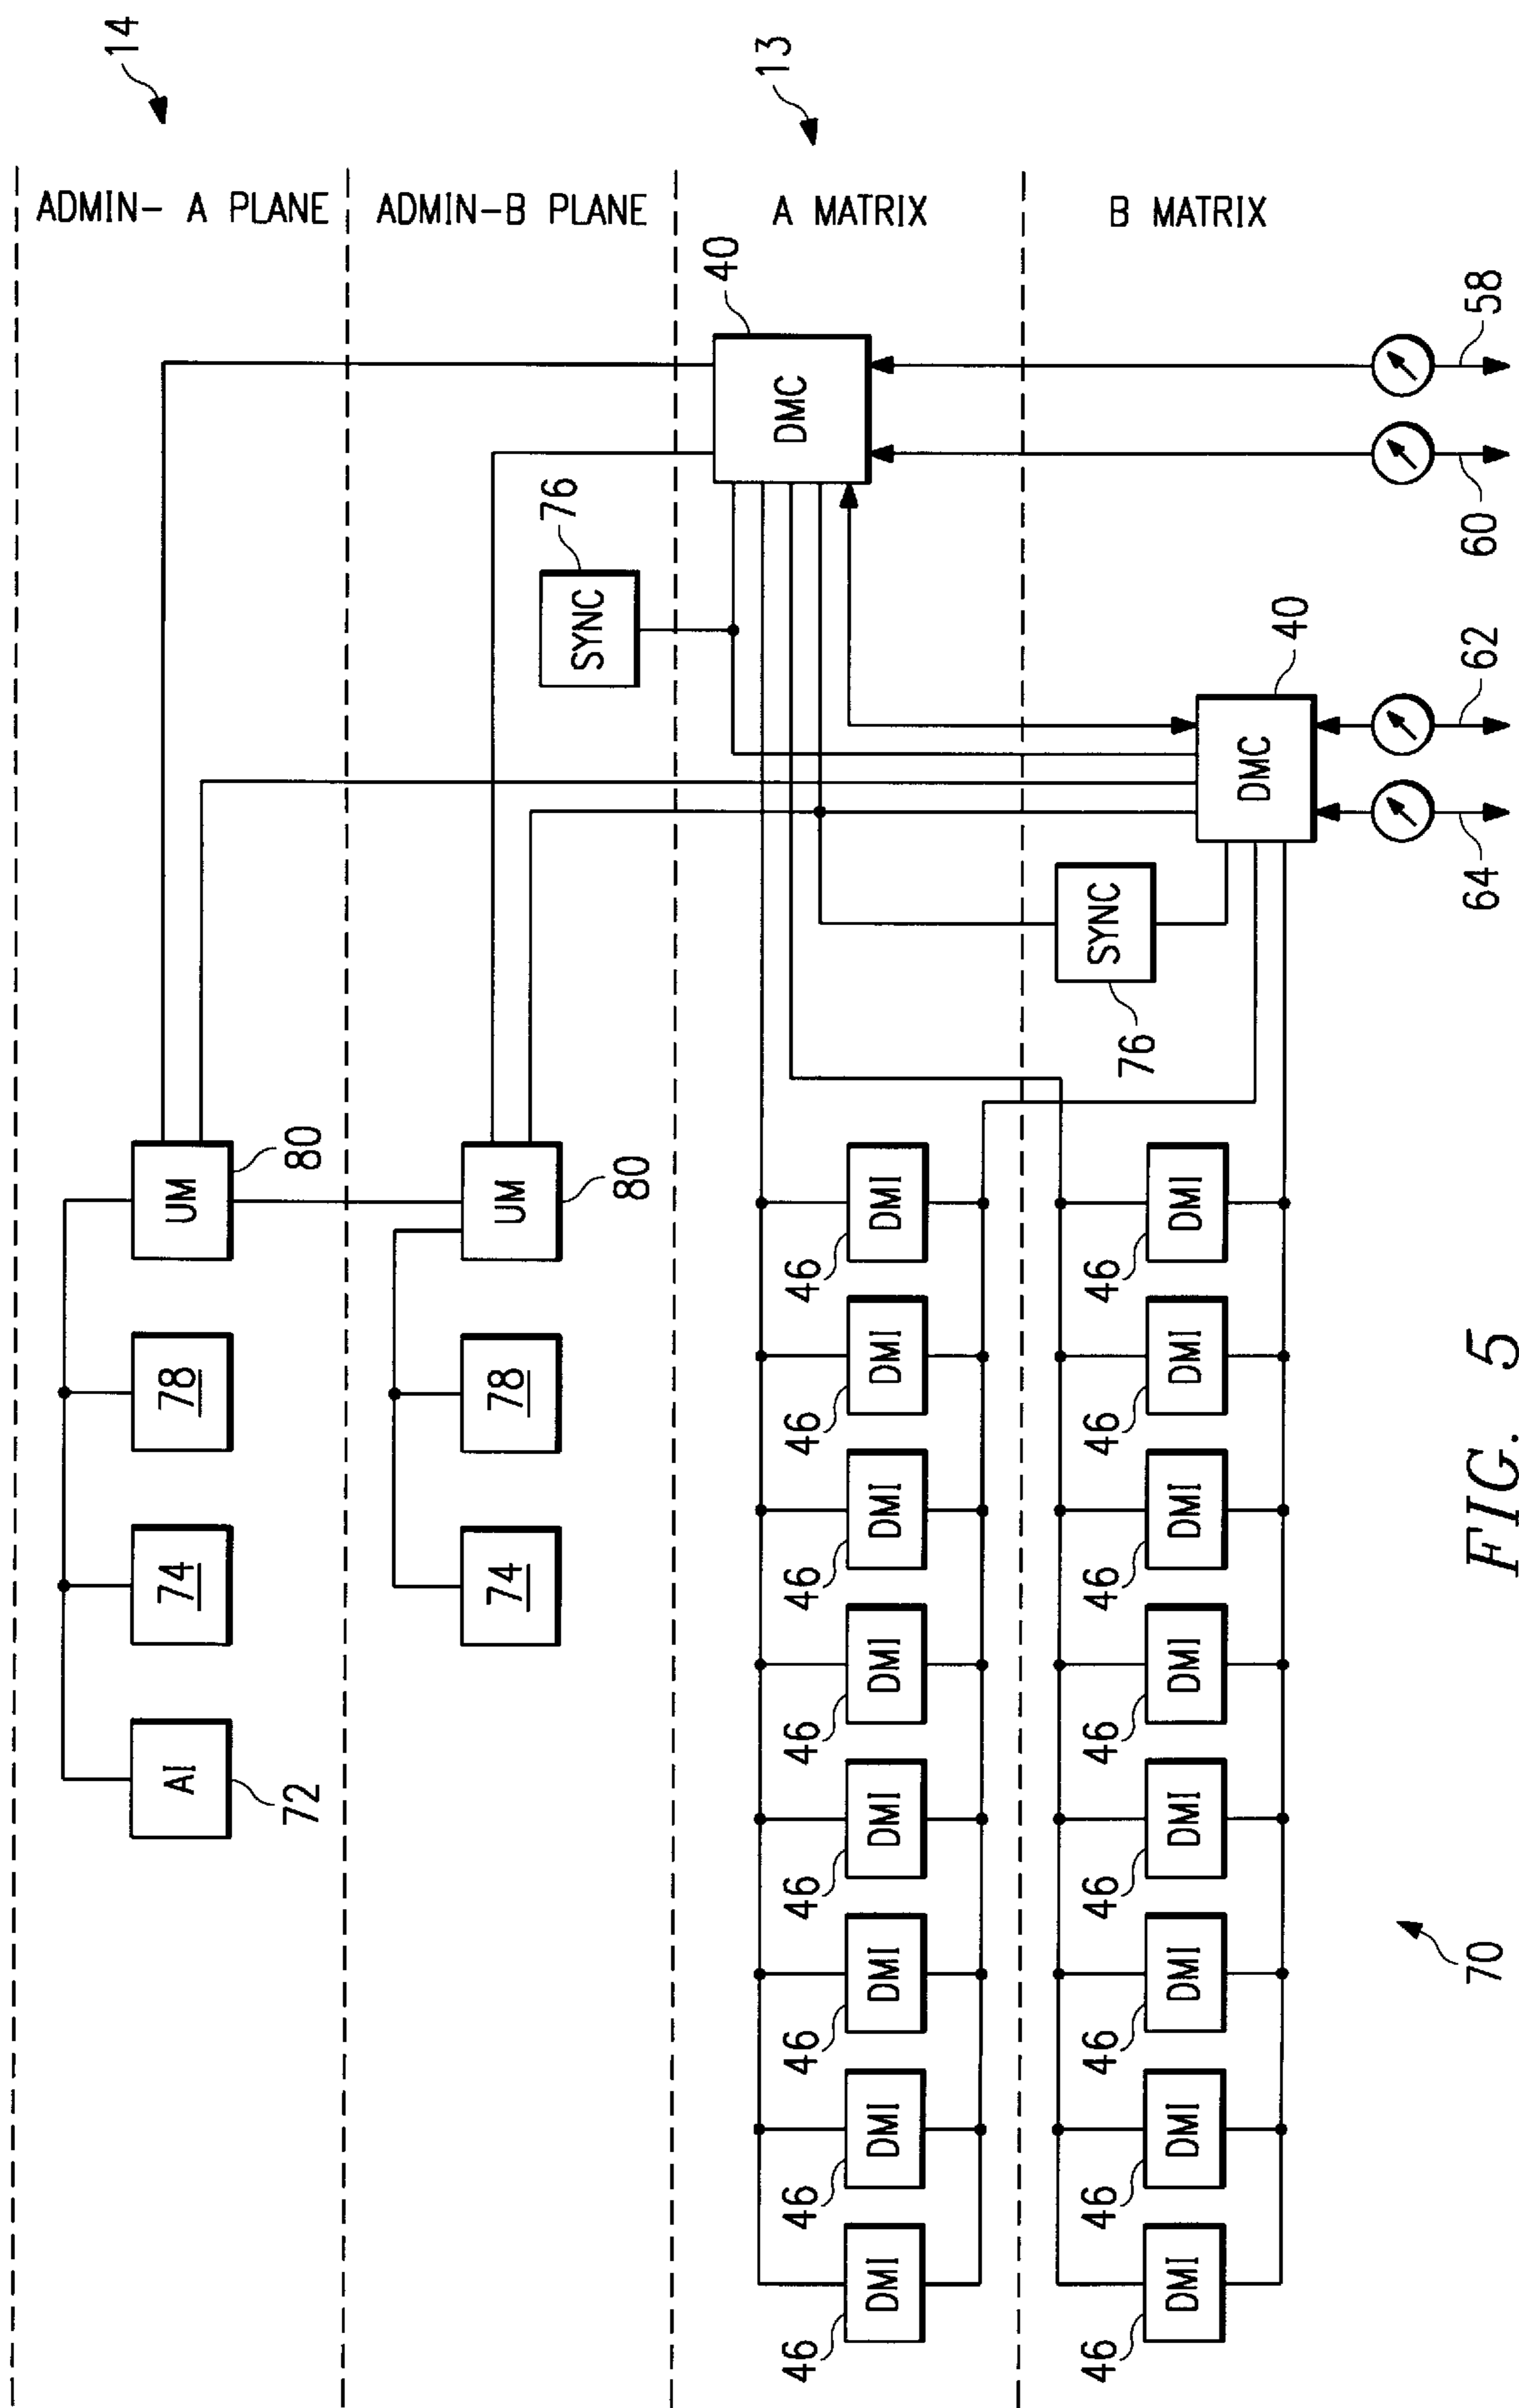 14
ADMIN- A PLANE
AI
72
74
78
UM
80
ADMIN-B PLANE
74
78
UM
80
SYNC
76
13
A MATRIX
40
DMC
46
DMI
46
DMI
46
DMI
46
DMI
46
DMI
46
DMI
46
DMI
46
DMI
B MATRIX
46
DMI
46
DMI
46
DMI
46
DMI
46
DMI
46
DMI
46
DMI
46
DMI
SYNC
76
DMC
40
64
62
60
58
70
FIG. 5